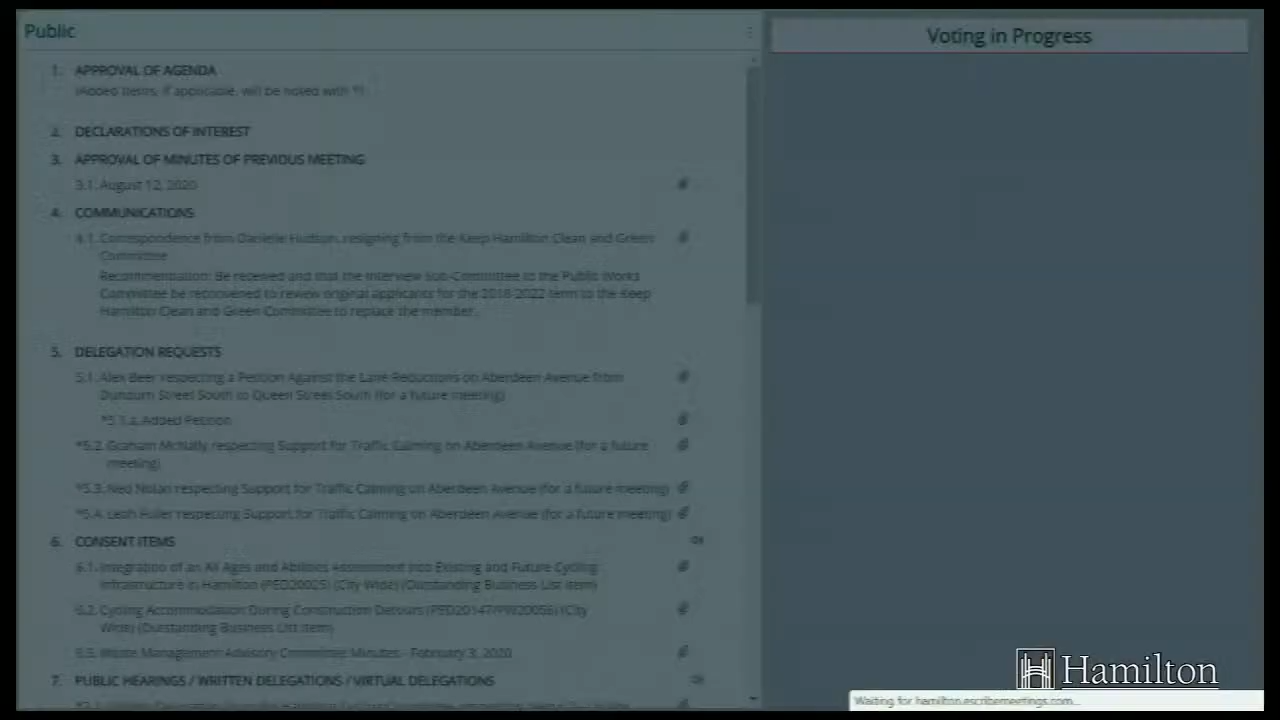 Public
Voting in Progress
1. APPROVAL OF AGENDA
(Added Items, if applicable, will be noted with *)
2. DECLARATIONS OF INTEREST
3. APPROVAL OF MINUTES OF PREVIOUS MEETING
3.1. August 12, 2020
4. COMMUNICATIONS
4.1. Correspondence from Danielle Hudson, resigning from the Keep Hamilton Clean and Green
Committee
Recommendation: Be received and that the Interview Sub-Committee to the Public Works
Committee be reconvened to review original applicants for the 2018-2022 term to the Keep
Hamilton Clean and Green Committee to replace the member.
5. DELEGATION REQUESTS
5.1. Alex Beer respecting a Petition Against the Lane Reductions on Aberdeen Avenue from
Dundurn Street South to Queen Street South (for a future meeting)
*5.1.a. Added Petition
*5.2. Graham McNally respecting Support for Traffic Calming on Aberdeen Avenue (for a future
meeting)
*5.3. Ned Nolan respecting Support for Traffic Calming on Aberdeen Avenue (for a future meeting)
*5.4. Leah respecting Support for Traffic Calming on Aberdeen Avenue (for a future meeting)
6. CONSENT ITEMS
6.1. Integration of an All Ages and Abilities Assessment into Existing and Future Cycling
Infrastructure in Hamilton (PED20025) (City Wide) (Outstanding Business List item)
6.2. Cycling Accommodation During Construction Detours (PED20147/PW20056) (City
Wide) (Outstanding Business List item)
6.3. Waste Management Advisory Committee Minutes - February 3, 2020
7. PUBLIC HEARINGS / WRITTEN DELEGATIONS / VIRTUAL DELEGATIONS
Hamilton
Waiting for hamilton.escribemeetings.com...